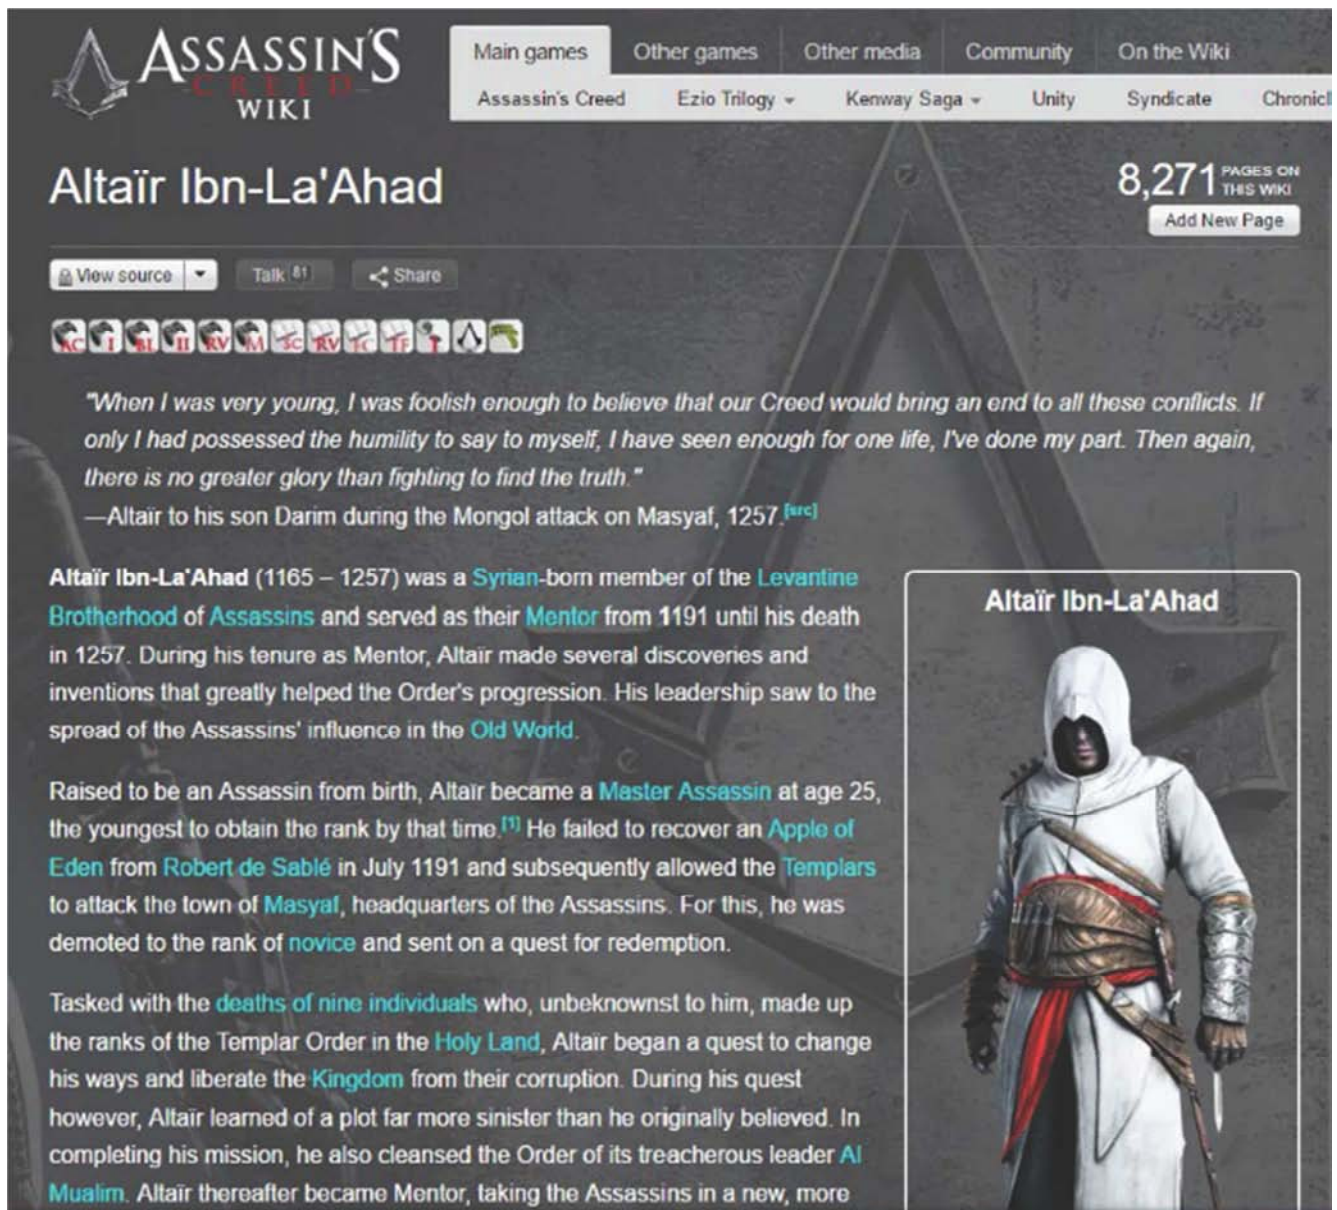 ASSASSIN'S
CREED
WIKI
Main games
Other games
Other media
Community
On the Wiki
Assassin's Creed
Ezio Trilogy
Kenway Saga
Unity
Syndicate
Chronicl
Altaïr Ibn-La'Ahad
8,271 PAGES ON THIS WIKI
Add New Page
View source
Talk 81
Share
AC I BL II RV M SC RV TF
"When I was very young, I was foolish enough to believe that our Creed would bring an end to all these conflicts. If
only I had possessed the humility to say to myself, I have seen enough for one life, I've done my part. Then again,
there is no greater glory than fighting to find the truth."
—Altaïr to his son Darim during the Mongol attack on Masyaf, 1257.[src]
Altaïr Ibn-La'Ahad (1165 – 1257) was a Syrian-born member of the Levantine
Brotherhood of Assassins and served as their Mentor from 1191 until his death
in 1257. During his tenure as Mentor, Altaïr made several discoveries and
inventions that greatly helped the Order's progression. His leadership saw to the
spread of the Assassins' influence in the Old World.
Raised to be an Assassin from birth, Altaïr became a Master Assassin at age 25,
the youngest to obtain the rank by that time.[1] He failed to recover an Apple of
Eden from Robert de Sablé in July 1191 and subsequently allowed the Templars
to attack the town of Masyaf, headquarters of the Assassins. For this, he was
demoted to the rank of novice and sent on a quest for redemption.
Tasked with the deaths of nine individuals who, unbeknownst to him, made up
the ranks of the Templar Order in the Holy Land, Altaïr began a quest to change
his ways and liberate the Kingdom from their corruption. During his quest
however, Altaïr learned of a plot far more sinister than he originally believed. In
completing his mission, he also cleansed the Order of its treacherous leader Al
Mualim. Altaïr thereafter became Mentor, taking the Assassins in a new, more
Altaïr Ibn-La'Ahad